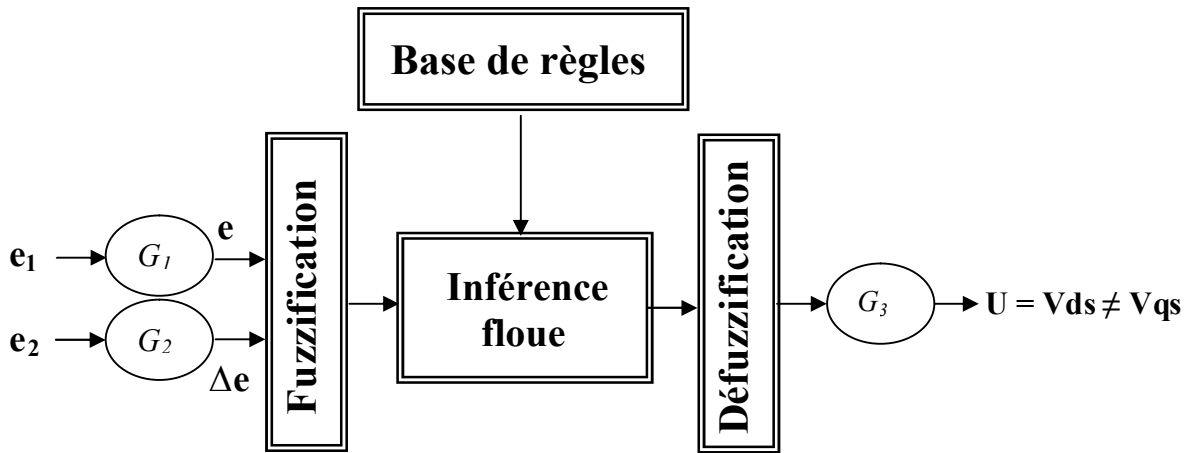 Base de règles
Fuzzification
Défuzzification
e
e₁
G₁
Inférence
floue
G₃
U = Vds ≠ Vqs
e₂
G₂
Δe